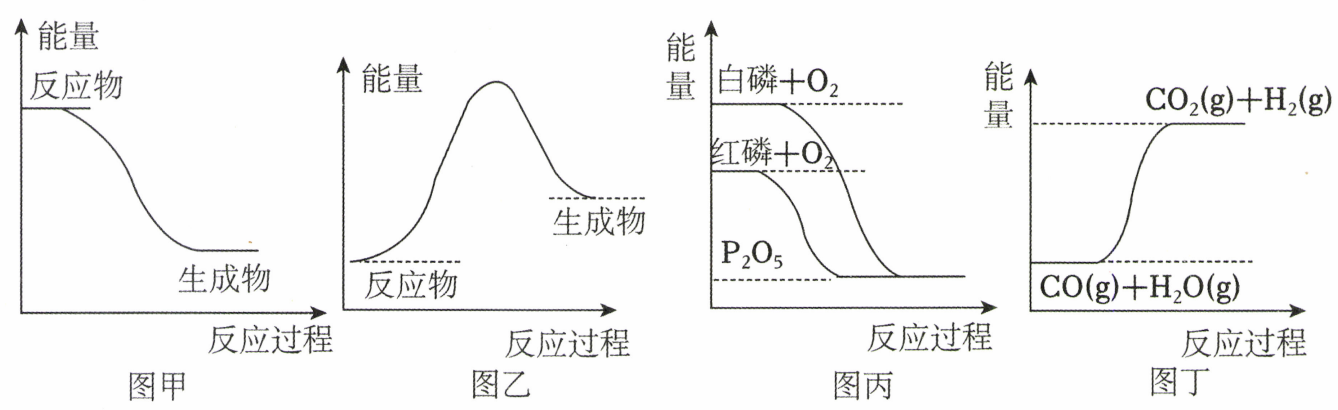 能量
反应物
生成物
反应过程
图甲
能量
生成物
反应物
反应过程
图乙
能量
白磷+O₂
红磷+O₂
P₂O₅
反应过程
图丙
能量
CO₂(g)+H₂(g)
CO(g)+H₂O(g)
反应过程
图丁